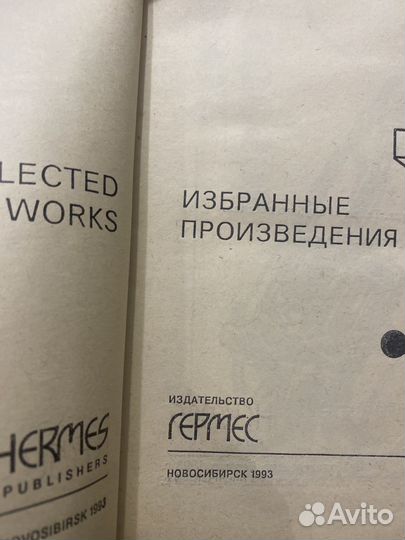 LECTED
WORKS
HERMES
PUBLISHERS
NOVOSIBIRSK 1993
ИЗБРАННЫЕ
ПРОИЗВЕДЕНИЯ
ИЗДАТЕЛЬСТВО
ГЕРМЕС
НОВОСИБИРСК 1993
Avito